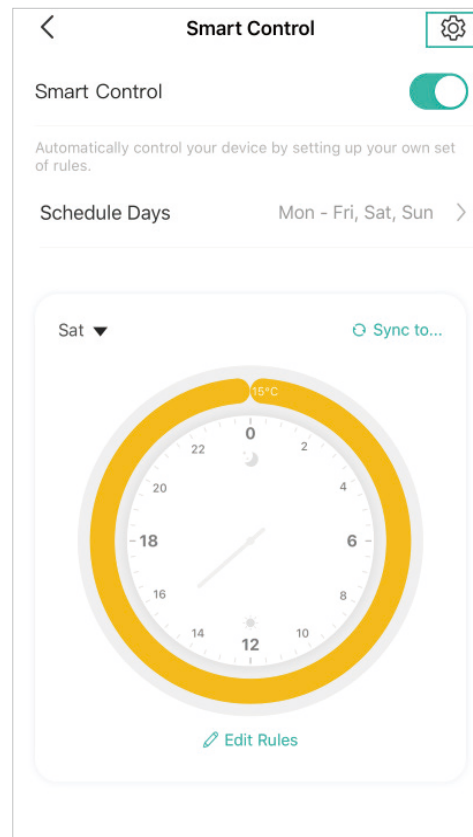 Smart Control
Smart Control
Automatically control your device by setting up your own set
of rules.
Schedule Days
Mon - Fri, Sat, Sun
Sat
Sync to...
15°C
0
2
4
6
8
10
12
14
16
18
20
22
Edit Rules